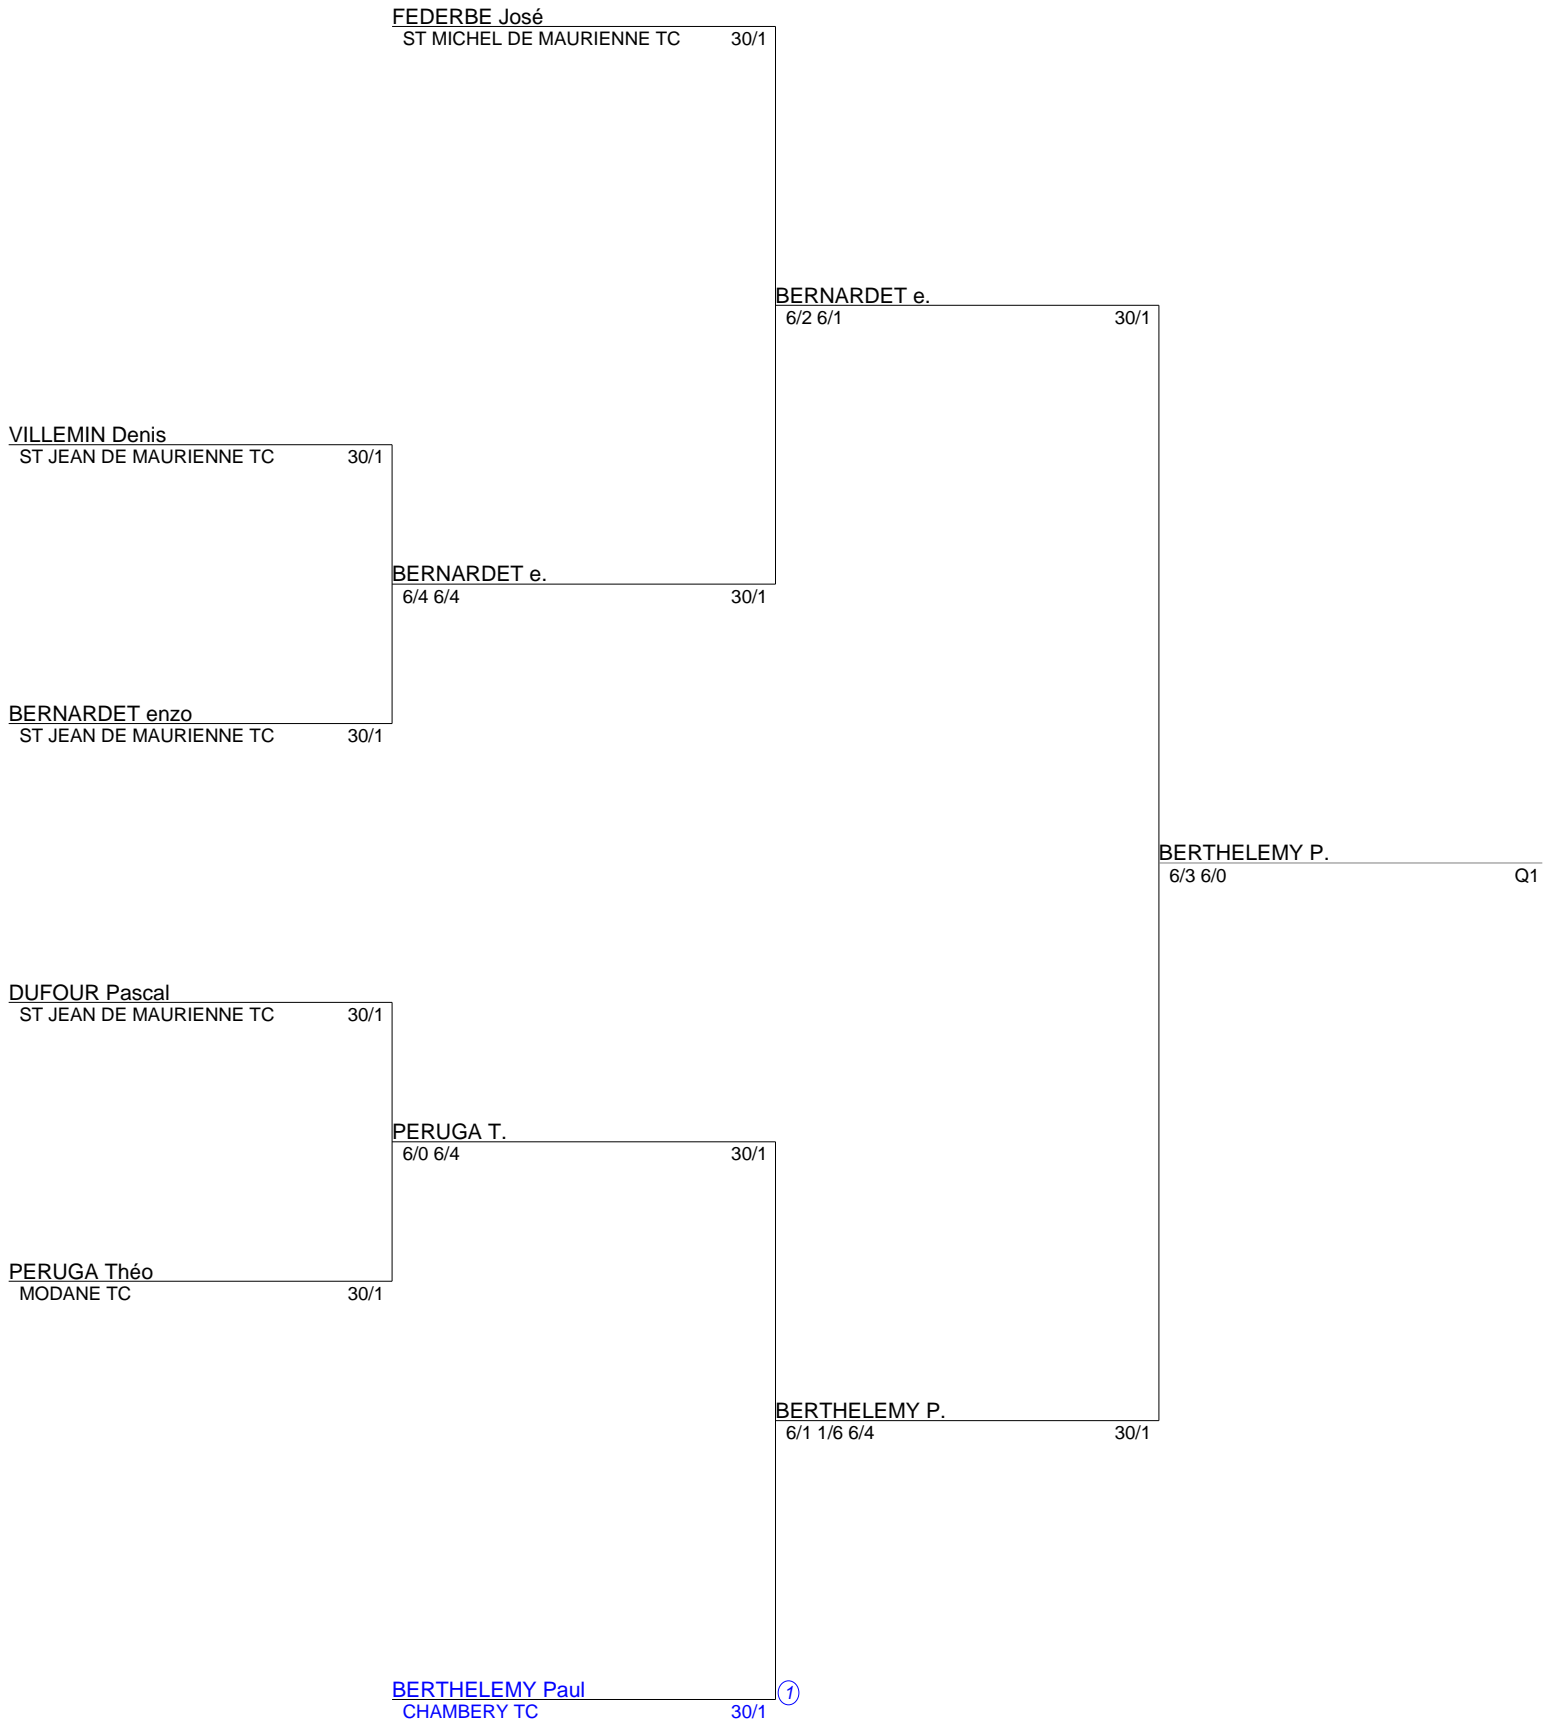 FEDERBE José
ST MICHEL DE MAURIENNE TC 30/1
BERNARDET e.
6/2 6/1 30/1
VILLEMIN Denis
ST JEAN DE MAURIENNE TC 30/1
BERNARDET e.
6/4 6/4 30/1
BERNARDET enzo
ST JEAN DE MAURIENNE TC 30/1
BERTHELEMY P.
6/3 6/0 Q1
DUFOUR Pascal
ST JEAN DE MAURIENNE TC 30/1
PERUGA T.
6/0 6/4 30/1
PERUGA Théo
MODANE TC 30/1
BERTHELEMY P.
6/1 1/6 6/4 30/1
BERTHELEMY Paul 1
CHAMBERY TC 30/1